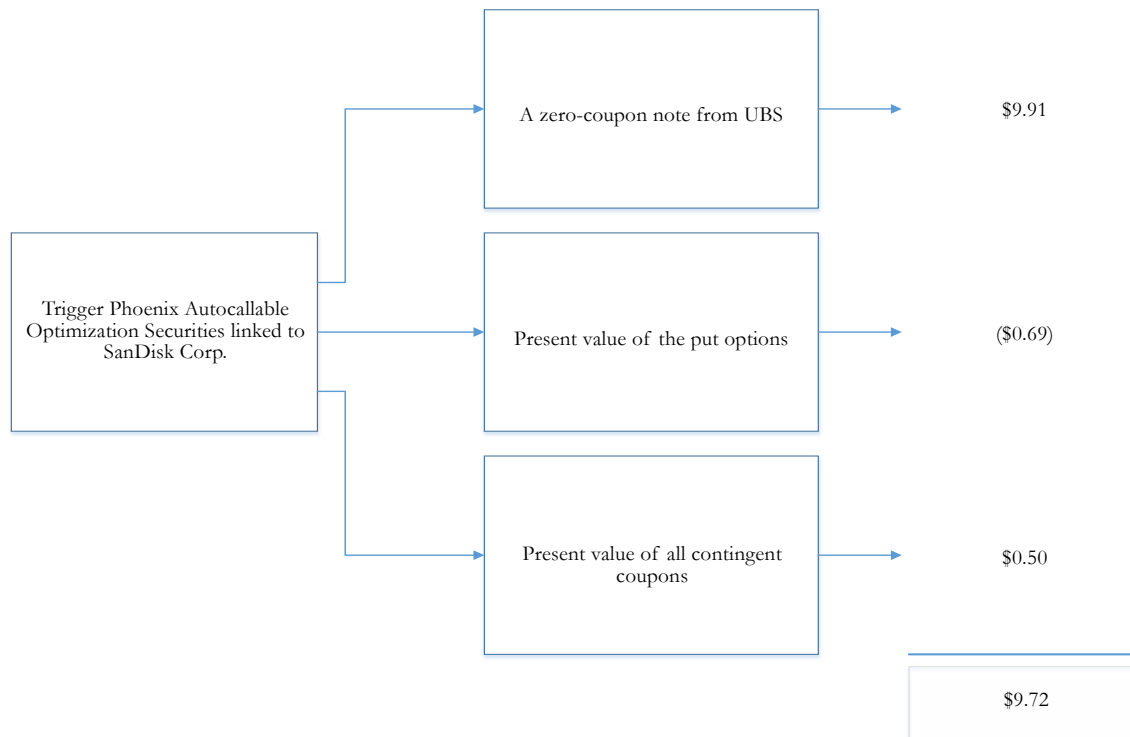 A zero-coupon note from UBS
$9.91
Trigger Phoenix Autocallable
Optimization Securities linked to
SanDisk Corp.
Present value of the put options
($0.69)
Present value of all contingent
coupons
$0.50
$9.72